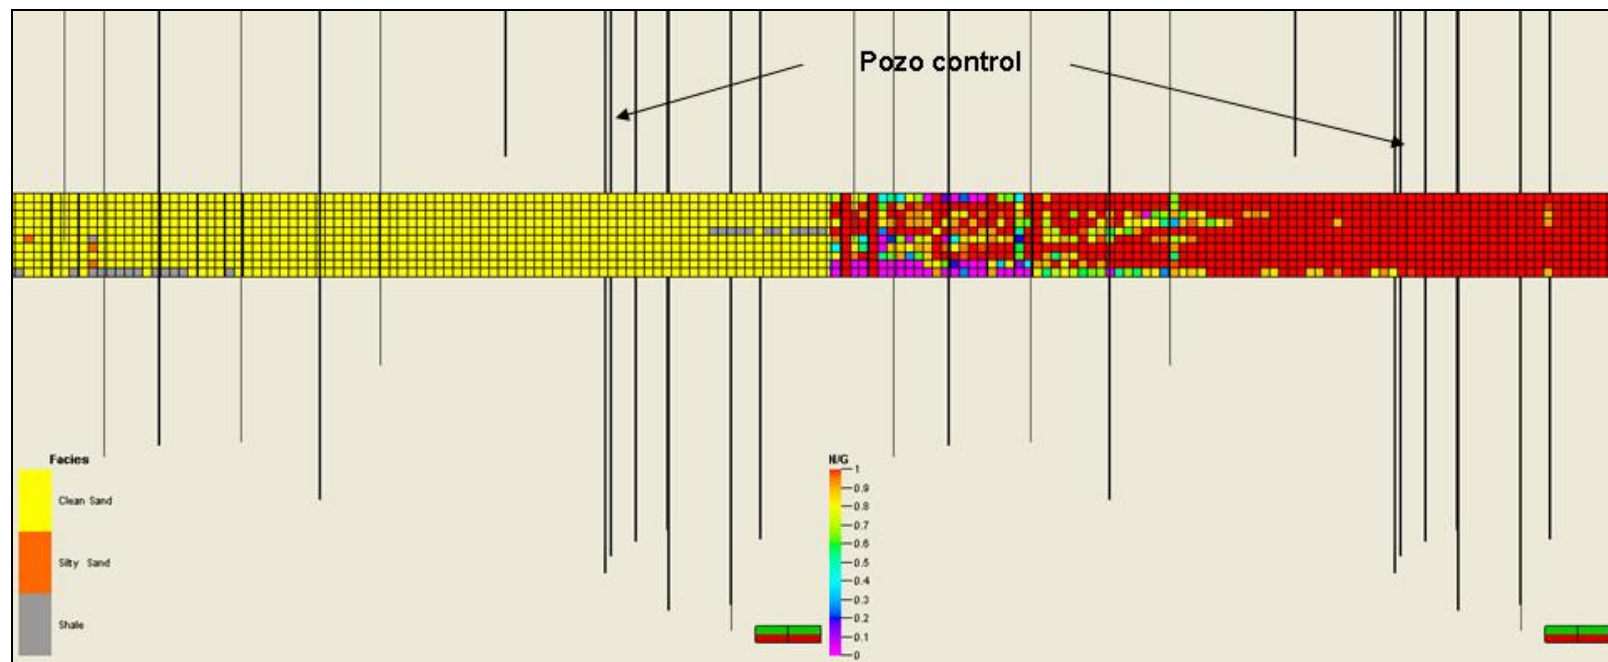 Pozo control
Facies
Clean Sand
Silty Sand
Shale
N/G
1
0.9
0.8
0.7
0.6
0.5
0.4
0.3
0.2
0.1
0